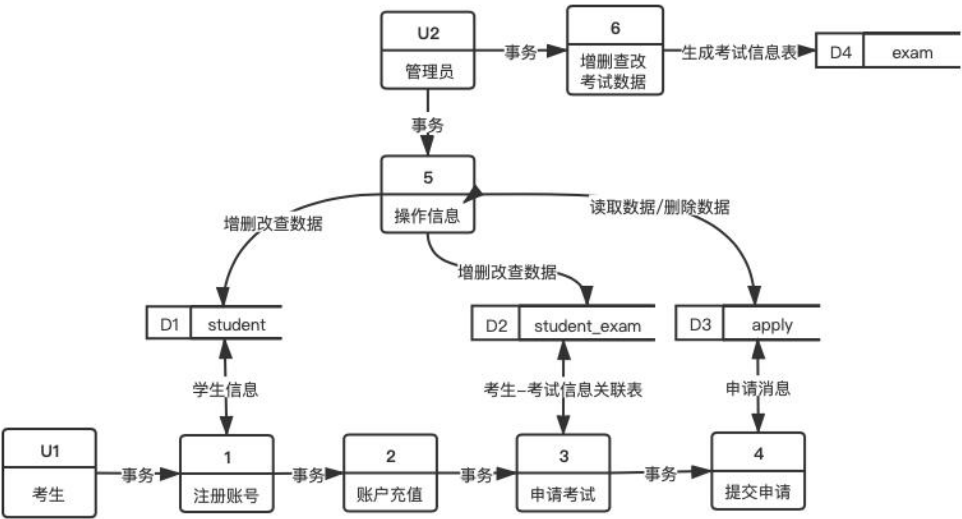 U2
管理员
事务
6
增删查改
考试数据
生成考试信息表
D4
exam
事务
5
操作信息
增删改查数据
读取数据/删除数据
增删改查数据
D1
student
D2
student_exam
D3
apply
学生信息
考生-考试信息关联表
申请消息
U1
考生
事务
1
注册账号
事务
2
账户充值
事务
3
申请考试
事务
4
提交申请